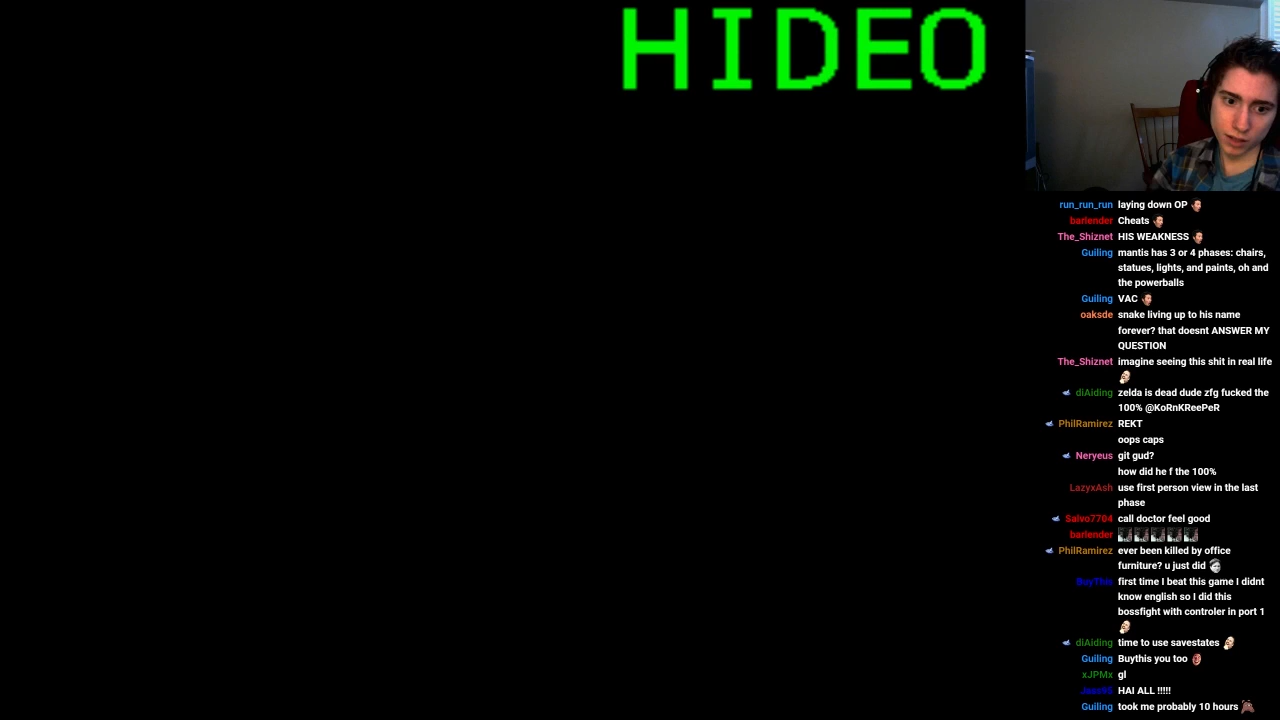 HIDEO
run_run_run laying down OP
barlender Cheats
The_Shiznet HIS WEAKNESS
Guiling mantis has 3 or 4 phases: chairs,
statues, lights, and paints, oh and
the powerballs
Guiling VAC
oaksde snake living up to his name
forever? that doesnt ANSWER MY
QUESTION
The_Shiznet imagine seeing this shit in real life
diAiding zelda is dead dude zfg fucked the
100% @KoRnKReePeR
PhilRamirez REKT
oops caps
Neryeus git gud?
how did he f the 100%
LazyxAsh use first person view in the last
phase
Salvo7704 call doctor feel good
barlender
PhilRamirez ever been killed by office
furniture? u just did
BuyThis first time I beat this game I didnt
know english so I did this
bossfight with controler in port 1
diAiding time to use savestates
Guiling Buythis you too
xJPMx gl
HAI ALL !!!!!
Guiling took me probably 10 hours